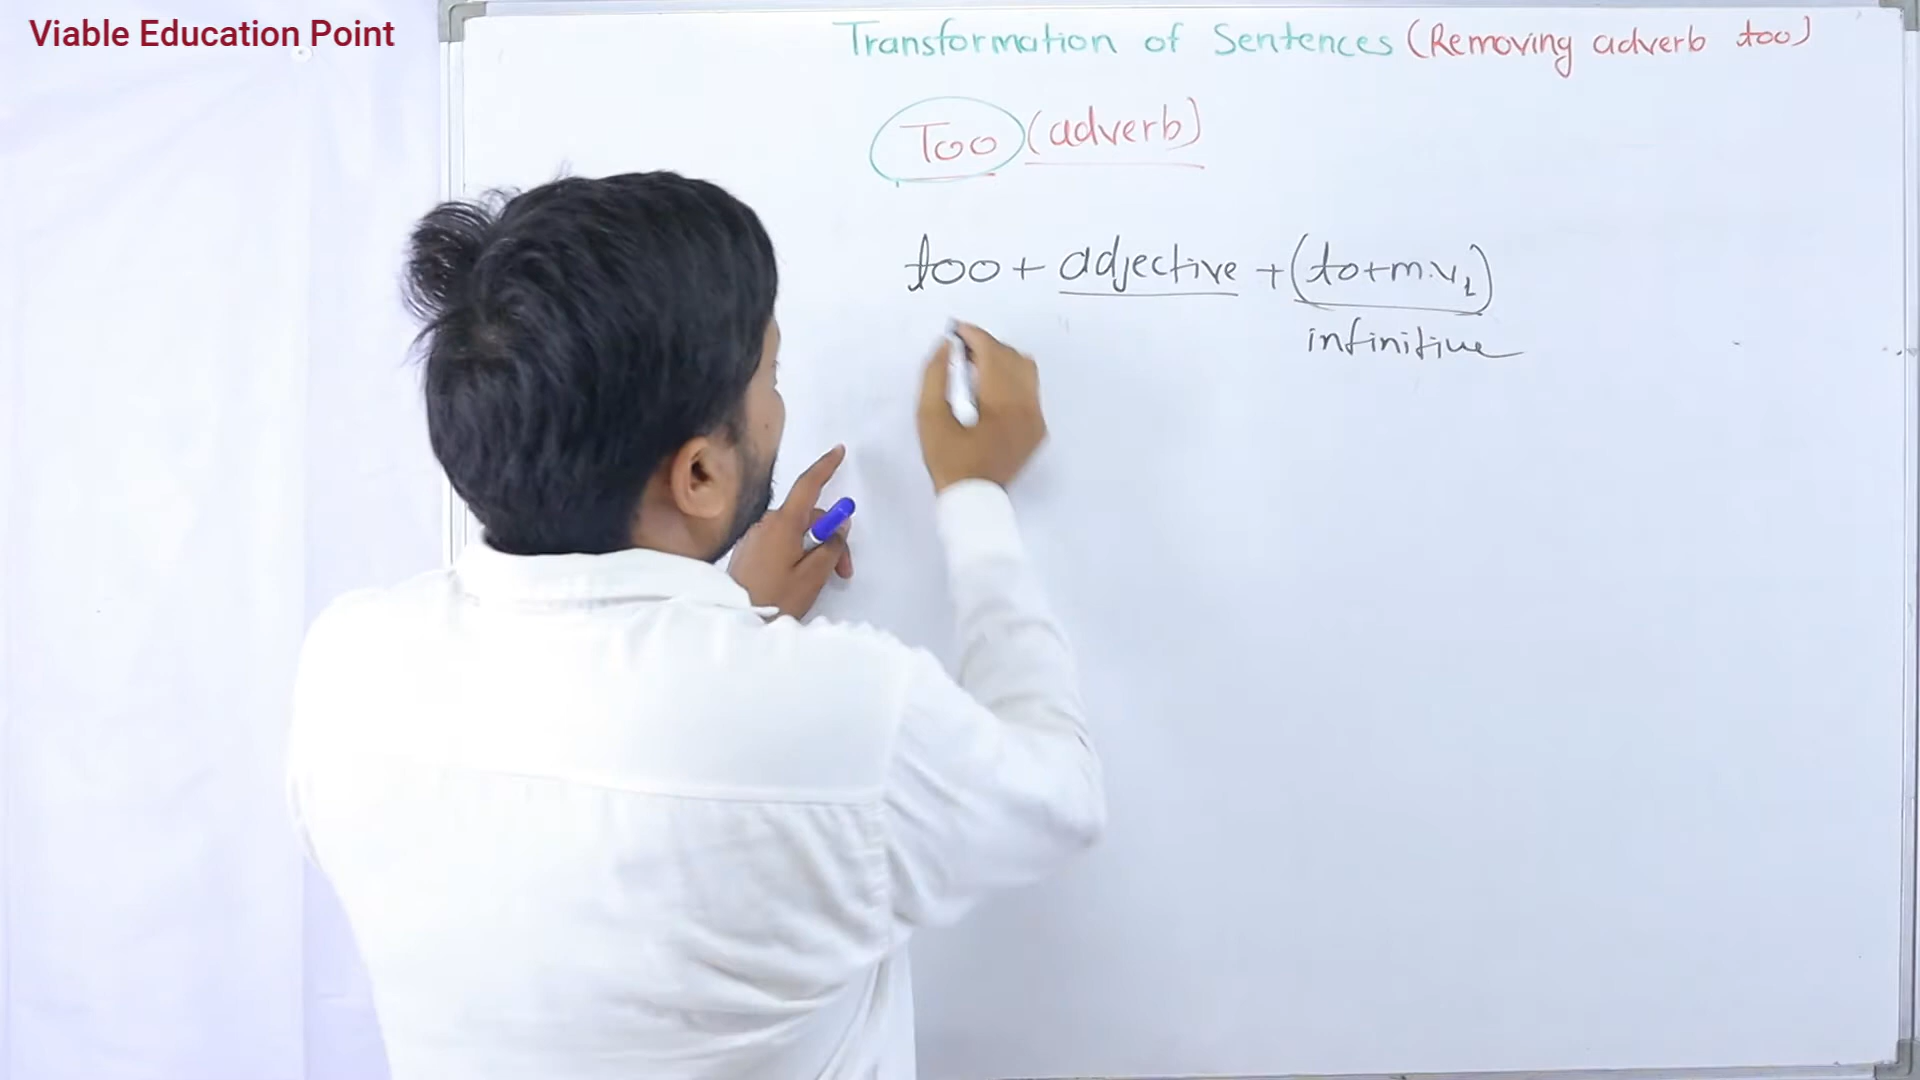 Viable Education Point
Transformation of Sentences (Removing adverb too)
Too (adverb)
too + adjective + (to+m.v1)
infinitive